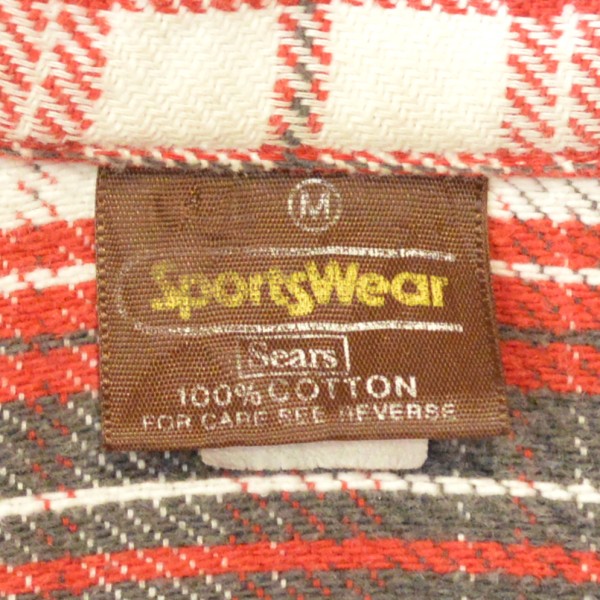 M
SportsWear
Sears
100% COTTON
FOR CARE SEE REVERSE